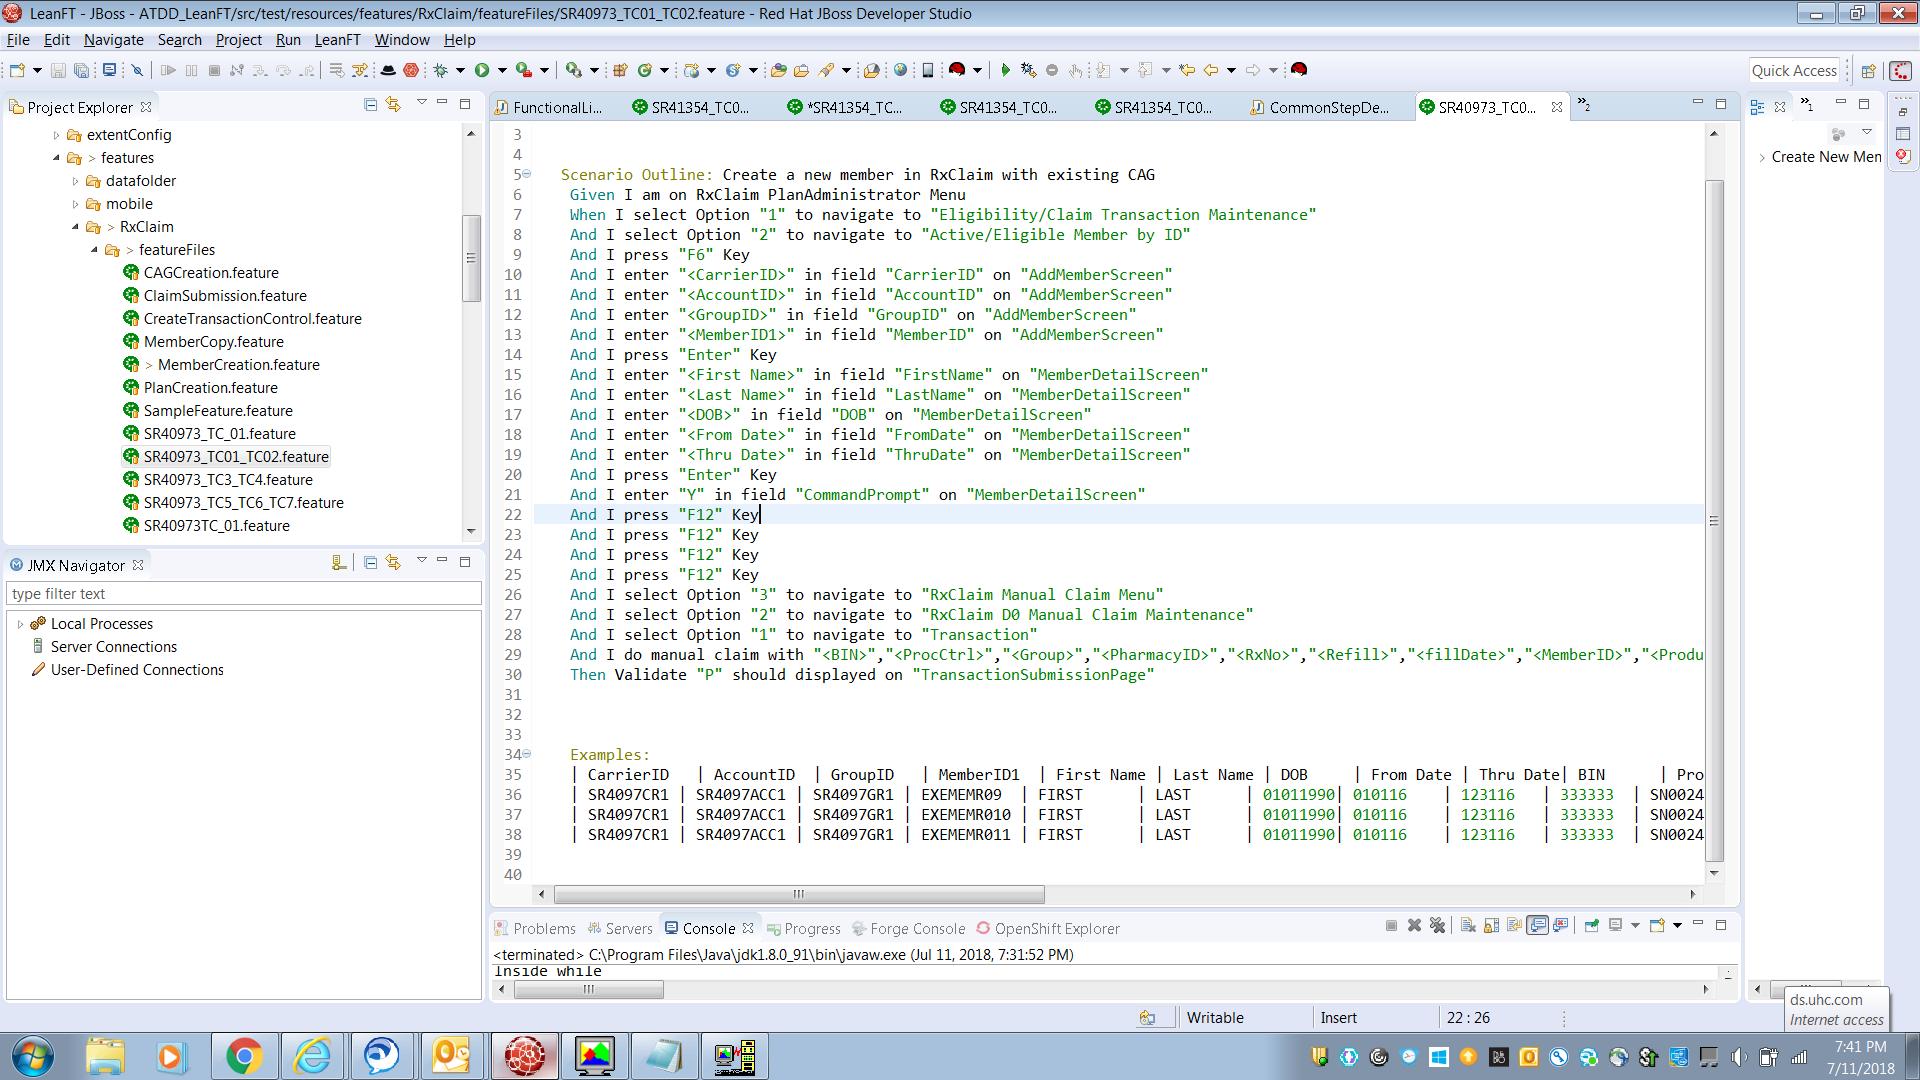 LeanFT - JBoss - ATDD_LeanFT/src/test/resources/features/RxClaim/featureFiles/SR40973_TC01_TC02.feature - Red Hat JBoss Developer Studio
File Edit Navigate Search Project Run LeanFT Window Help
Quick Access
Project Explorer
extentConfig
> features
datafolder
mobile
> RxClaim
> featureFiles
CAGCreation.feature
ClaimSubmission.feature
CreateTransactionControl.feature
MemberCopy.feature
> MemberCreation.feature
PlanCreation.feature
SampleFeature.feature
SR40973_TC_01.feature
SR40973_TC01_TC02.feature
SR40973_TC3_TC4.feature
SR40973_TC5_TC6_TC7.feature
SR40973TC_01.feature
JMX Navigator
type filter text
Local Processes
Server Connections
User-Defined Connections
FunctionalLi... SR41354_TC0... *SR41354_TC... SR41354_TC0... SR41354_TC0... CommonStepDe... SR40973_TC0... »2
3
4
5 Scenario Outline: Create a new member in RxClaim with existing CAG
6 Given I am on RxClaim PlanAdministrator Menu
7 When I select Option "1" to navigate to "Eligibility/Claim Transaction Maintenance"
8 And I select Option "2" to navigate to "Active/Eligible Member by ID"
9 And I press "F6" Key
10 And I enter "<CarrierID>" in field "CarrierID" on "AddMemberScreen"
11 And I enter "<AccountID>" in field "AccountID" on "AddMemberScreen"
12 And I enter "<GroupID>" in field "GroupID" on "AddMemberScreen"
13 And I enter "<MemberID1>" in field "MemberID" on "AddMemberScreen"
14 And I press "Enter" Key
15 And I enter "<First Name>" in field "FirstName" on "MemberDetailScreen"
16 And I enter "<Last Name>" in field "LastName" on "MemberDetailScreen"
17 And I enter "<DOB>" in field "DOB" on "MemberDetailScreen"
18 And I enter "<From Date>" in field "FromDate" on "MemberDetailScreen"
19 And I enter "<Thru Date>" in field "ThruDate" on "MemberDetailScreen"
20 And I press "Enter" Key
21 And I enter "Y" in field "CommandPrompt" on "MemberDetailScreen"
22 And I press "F12" Key
23 And I press "F12" Key
24 And I press "F12" Key
25 And I press "F12" Key
26 And I select Option "3" to navigate to "RxClaim Manual Claim Menu"
27 And I select Option "2" to navigate to "RxClaim D0 Manual Claim Maintenance"
28 And I select Option "1" to navigate to "Transaction"
29 And I do manual claim with "<BIN>","<ProcCtrl>","<Group>","<PharmacyID>","<RxNo>","<Refill>","<fillDate>","<MemberID>","<Produ
30 Then Validate "P" should displayed on "TransactionSubmissionPage"
31
32
33
34 Examples:
35 | CarrierID | AccountID | GroupID | MemberID1 | First Name | Last Name | DOB | From Date | Thru Date| BIN | Pro
36 | SR4097CR1 | SR4097ACC1 | SR4097GR1 | EXEMEMR09 | FIRST | LAST | 01011990| 010116 | 123116 | 333333 | SN0024
37 | SR4097CR1 | SR4097ACC1 | SR4097GR1 | EXEMEMR010 | FIRST | LAST | 01011990| 010116 | 123116 | 333333 | SN0024
38 | SR4097CR1 | SR4097ACC1 | SR4097GR1 | EXEMEMR011 | FIRST | LAST | 01011990| 010116 | 123116 | 333333 | SN0024
39
40
Problems Servers Console Progress Forge Console OpenShift Explorer
<terminated> C:\Program Files\Java\jdk1.8.0_91\bin\javaw.exe (Jul 11, 2018, 7:31:52 PM)
Inside while
»1
Create New Mer
ds.uhc.com
Internet access
Writable Insert 22 : 26
7:41 PM
7/11/2018